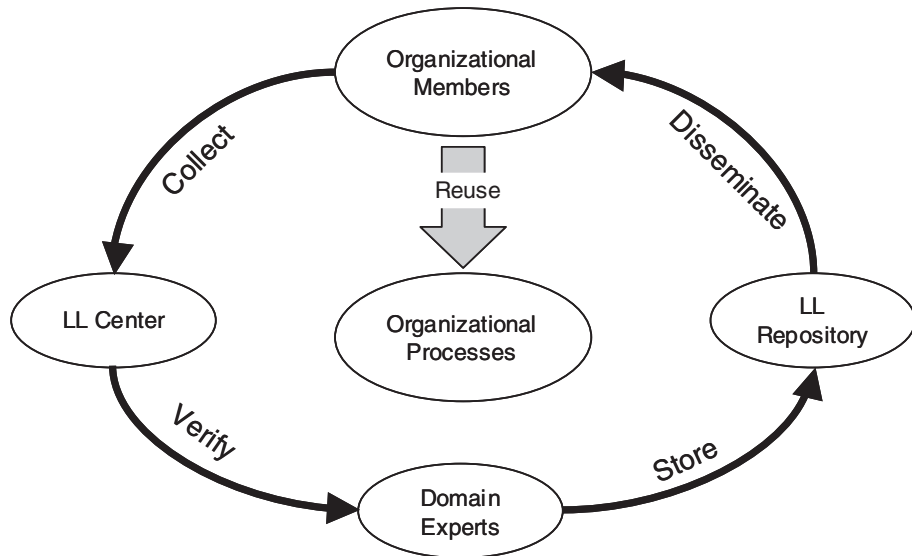 Organizational
Members
Collect
Disseminate
Reuse
LL Center
Organizational
Processes
LL
Repository
Verify
Store
Domain
Experts